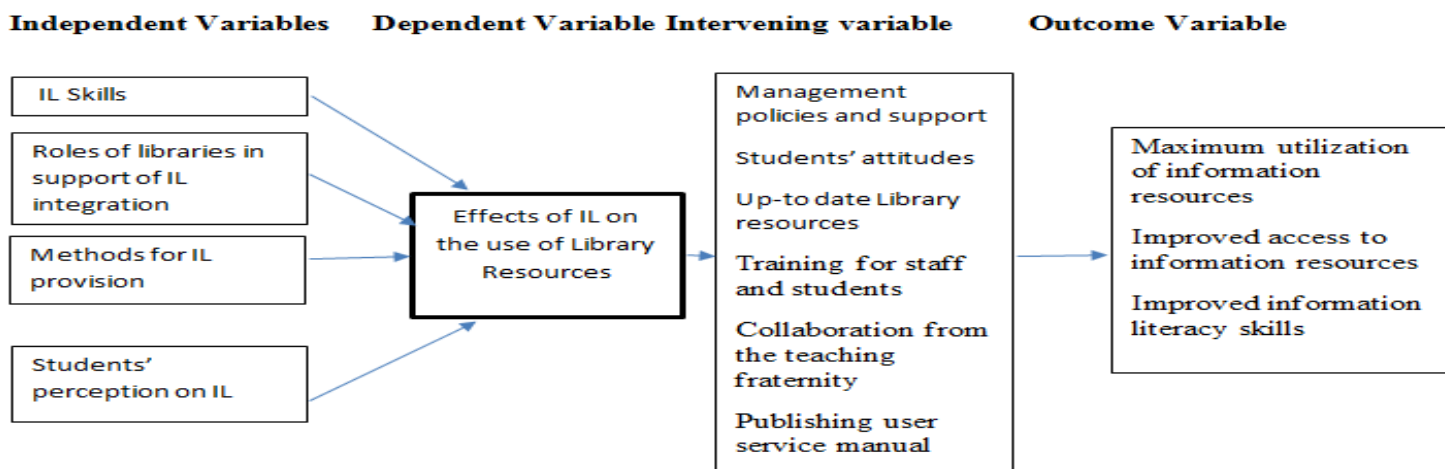 Independent Variables
Dependent Variable
Intervening variable
Outcome Variable
IL Skills
Roles of libraries in
support of IL
integration
Methods for IL
provision
Students'
perception on IL
Effects of IL on
the use of Library
Resources
Management
policies and support
Students' attitudes
Up-to date Library
resources
Training for staff
and students
Collaboration from
the teaching
fraternity
Publishing user
service manual
Maximum utilization
of information
resources
Improved access to
information resources
Improved information
literacy skills